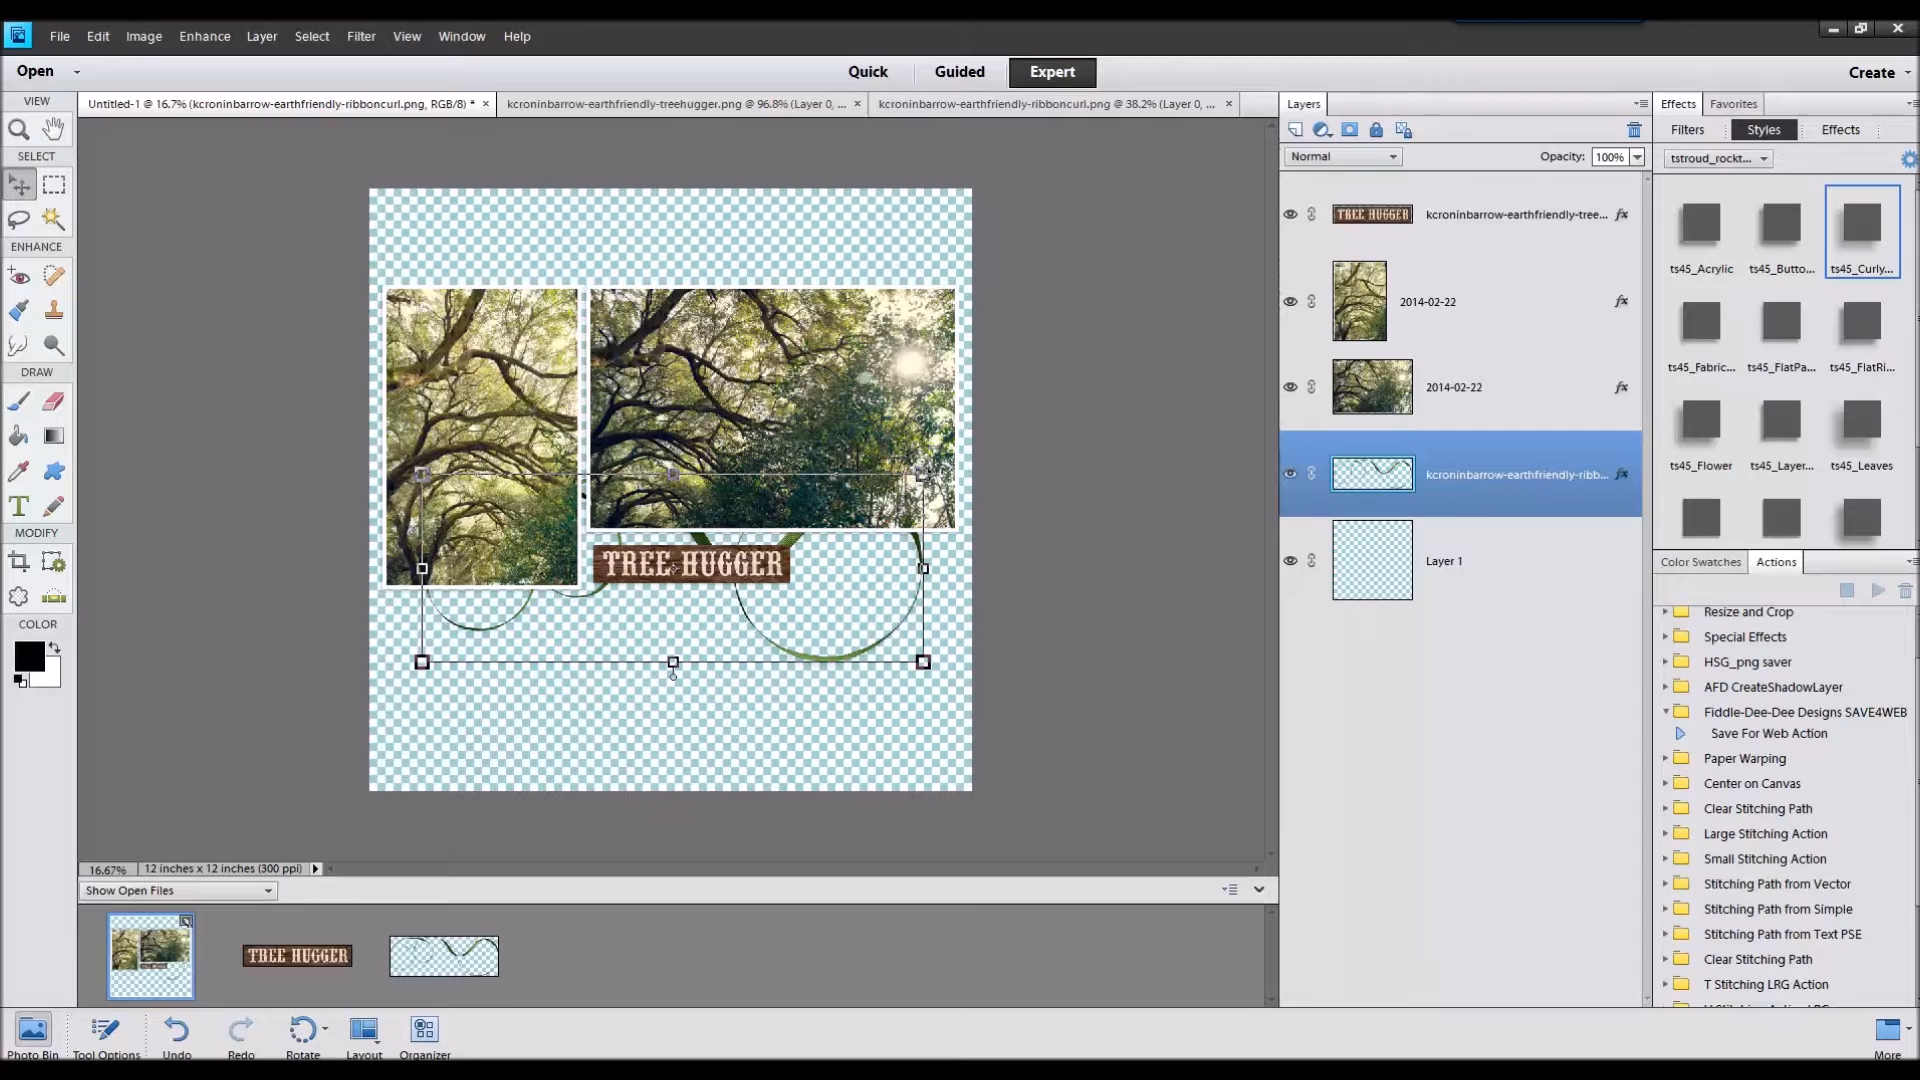 File Edit Image Enhance Layer Select Filter View Window Help
Open Quick Guided Expert Create
VIEW
SELECT
ENHANCE
DRAW
MODIFY
COLOR
Untitled-1 @ 16.7% (kcroninbarrow-earthfriendly-ribboncurl.png, RGB/8) * ×
kcroninbarrow-earthfriendly-treehugger.png @ 96.8% (Layer 0, ... ×
kcroninbarrow-earthfriendly-ribboncurl.png @ 38.2% (Layer 0, ... ×
TREE HUGGER
16.67% 12 inches x 12 inches (300 ppi)
Show Open Files
TREE HUGGER
Photo Bin Tool Options Undo Redo Rotate Layout Organizer More
Layers
Normal Opacity: 100%
TREE HUGGER kcroninbarrow-earthfriendly-tree... fx
2014-02-22 fx
2014-02-22 fx
kcroninbarrow-earthfriendly-ribb... fx
Layer 1
Effects Favorites
Filters Styles Effects
tstroud_rockt...
ts45_Acrylic ts45_Butto... ts45_Curly...
ts45_Fabric... ts45_FlatPa... ts45_FlatRi...
ts45_Flower ts45_Layer... ts45_Leaves
Color Swatches Actions
Resize and Crop
Special Effects
HSG_png saver
AFD CreateShadowLayer
Fiddle-Dee-Dee Designs SAVE4WEB
Save For Web Action
Paper Warping
Center on Canvas
Clear Stitching Path
Large Stitching Action
Small Stitching Action
Stitching Path from Vector
Stitching Path from Simple
Stitching Path from Text PSE
Clear Stitching Path
T Stitching LRG Action